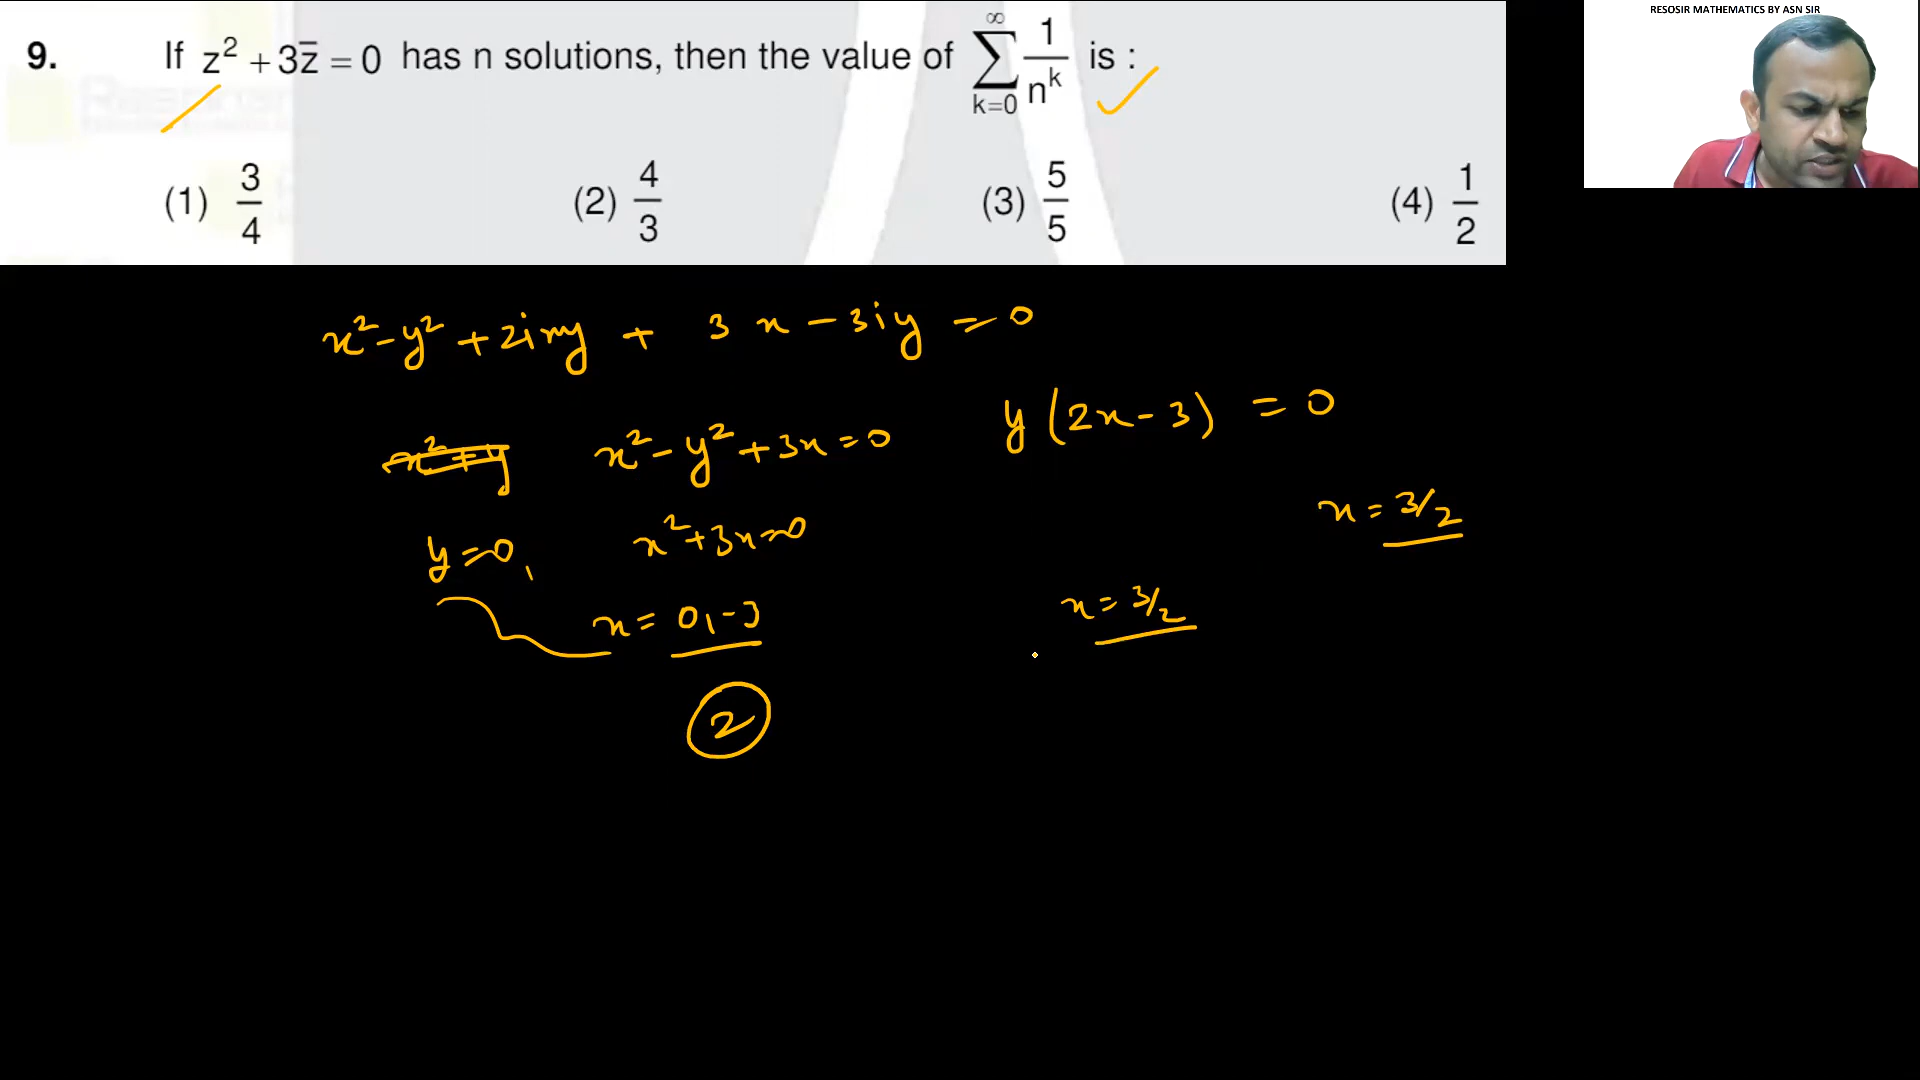 RESOSIR MATHEMATICS BY ASN SIR
9. If z² + 3z̅ = 0 has n solutions, then the value of ∑_{k=0}^{∞} 1/n^k is :
(1) 3/4 (2) 4/3 (3) 5/5 (4) 1/2
x² - y² + 2ixy + 3x - 3iy = 0
y(2x - 3) = 0
x² - y² + 3x = 0
x = 3/2
y = 0, x² + 3x = 0
x = 0, -3
x = 3/2
2